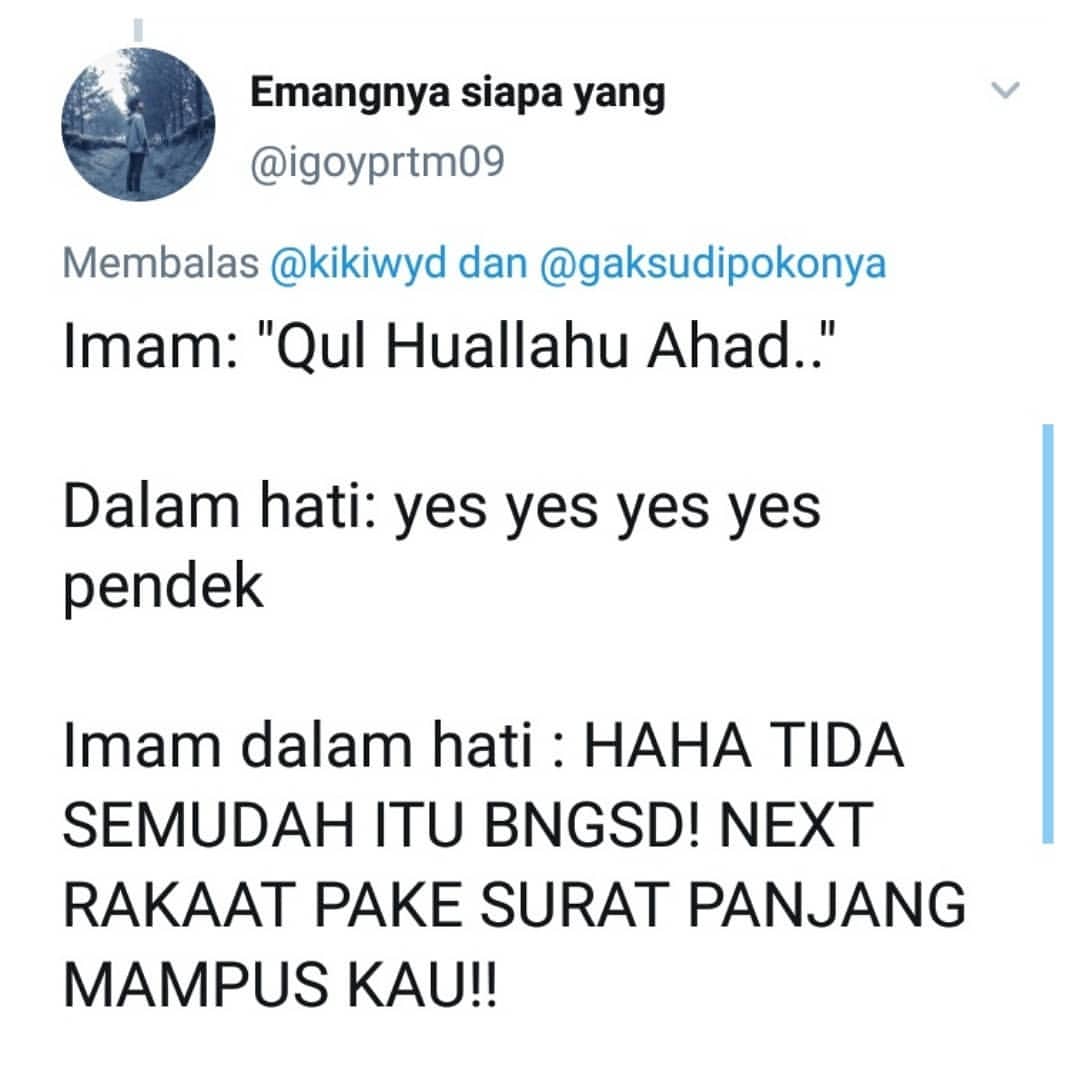 Emangnya siapa yang
@igoyprtm09
Membalas @kikiwyd dan @gaksudipokonya
Imam: "Qul Huallahu Ahad.."
Dalam hati: yes yes yes yes
pendek
Imam dalam hati : HAHA TIDA
SEMUDAH ITU BNGSD! NEXT
RAKAAT PAKE SURAT PANJANG
MAMPUS KAU!!